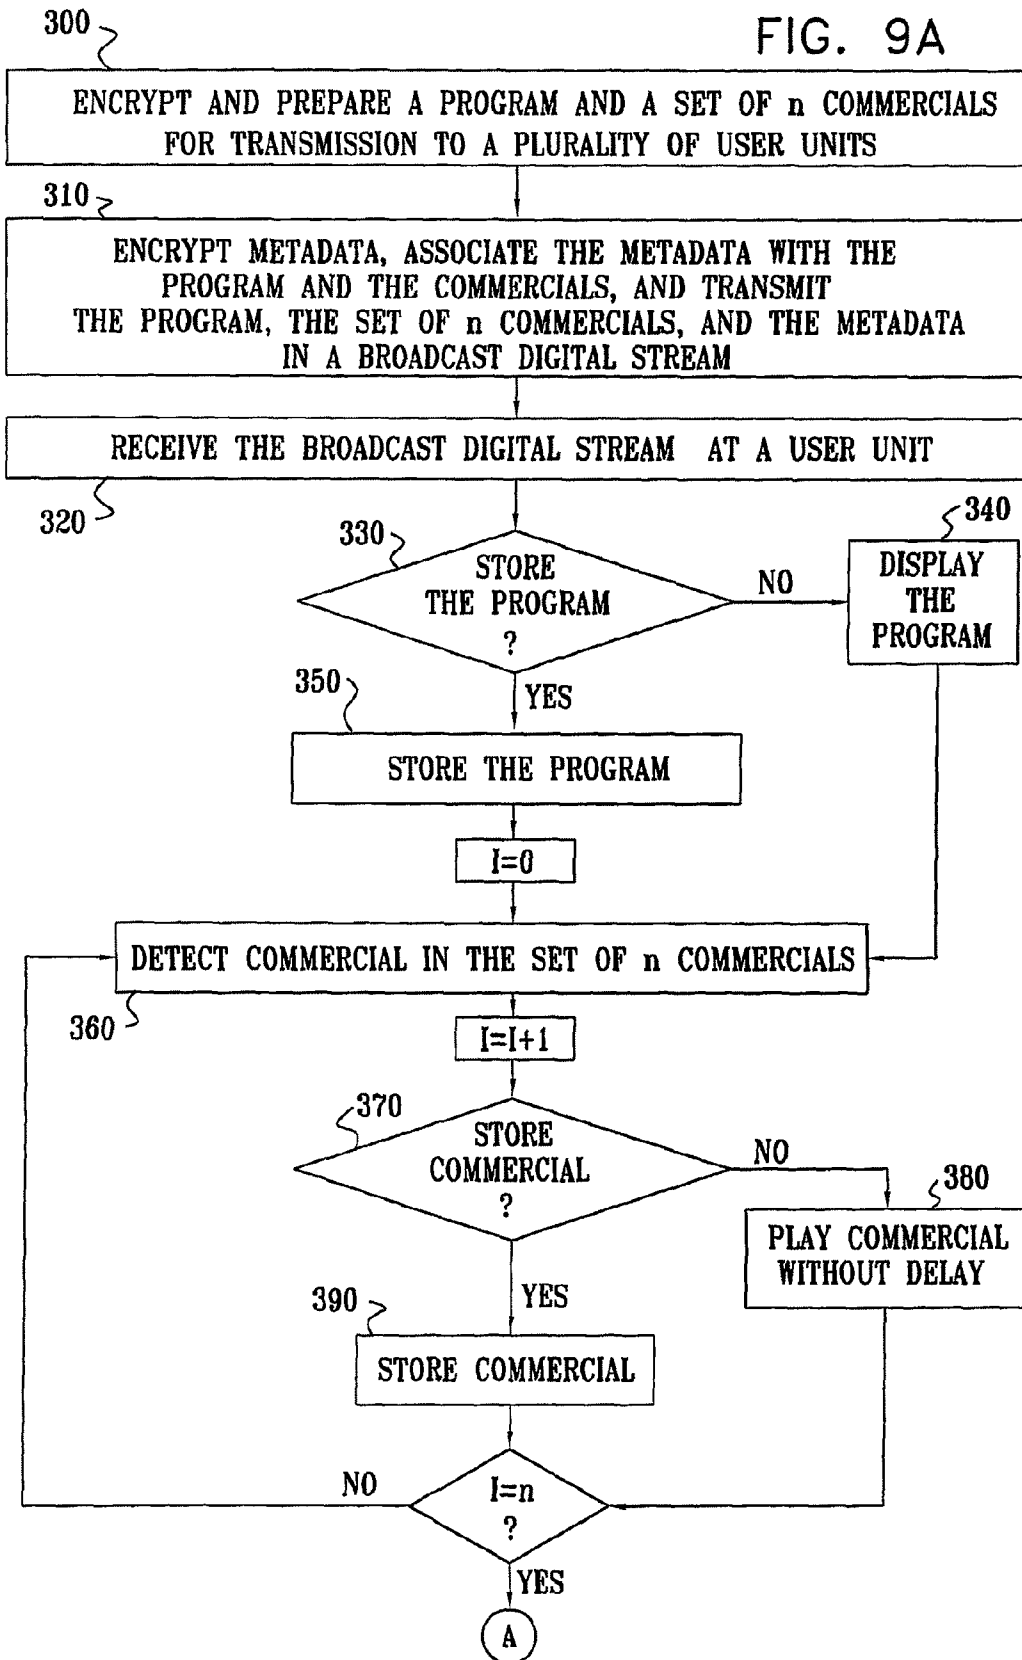 300
FIG. 9A
ENCRYPT AND PREPARE A PROGRAM AND A SET OF n COMMERCIALS
FOR TRANSMISSION TO A PLURALITY OF USER UNITS
310
ENCRYPT METADATA, ASSOCIATE THE METADATA WITH THE
PROGRAM AND THE COMMERCIALS, AND TRANSMIT
THE PROGRAM, THE SET OF n COMMERCIALS, AND THE METADATA
IN A BROADCAST DIGITAL STREAM
RECEIVE THE BROADCAST DIGITAL STREAM AT A USER UNIT
320
330
STORE
THE PROGRAM
?
NO
340
DISPLAY
THE
PROGRAM
YES
350
STORE THE PROGRAM
I=0
DETECT COMMERCIAL IN THE SET OF n COMMERCIALS
360
I=I+1
370
STORE
COMMERCIAL
?
NO
380
PLAY COMMERCIAL
WITHOUT DELAY
YES
390
STORE COMMERCIAL
I=n
?
NO
YES
A